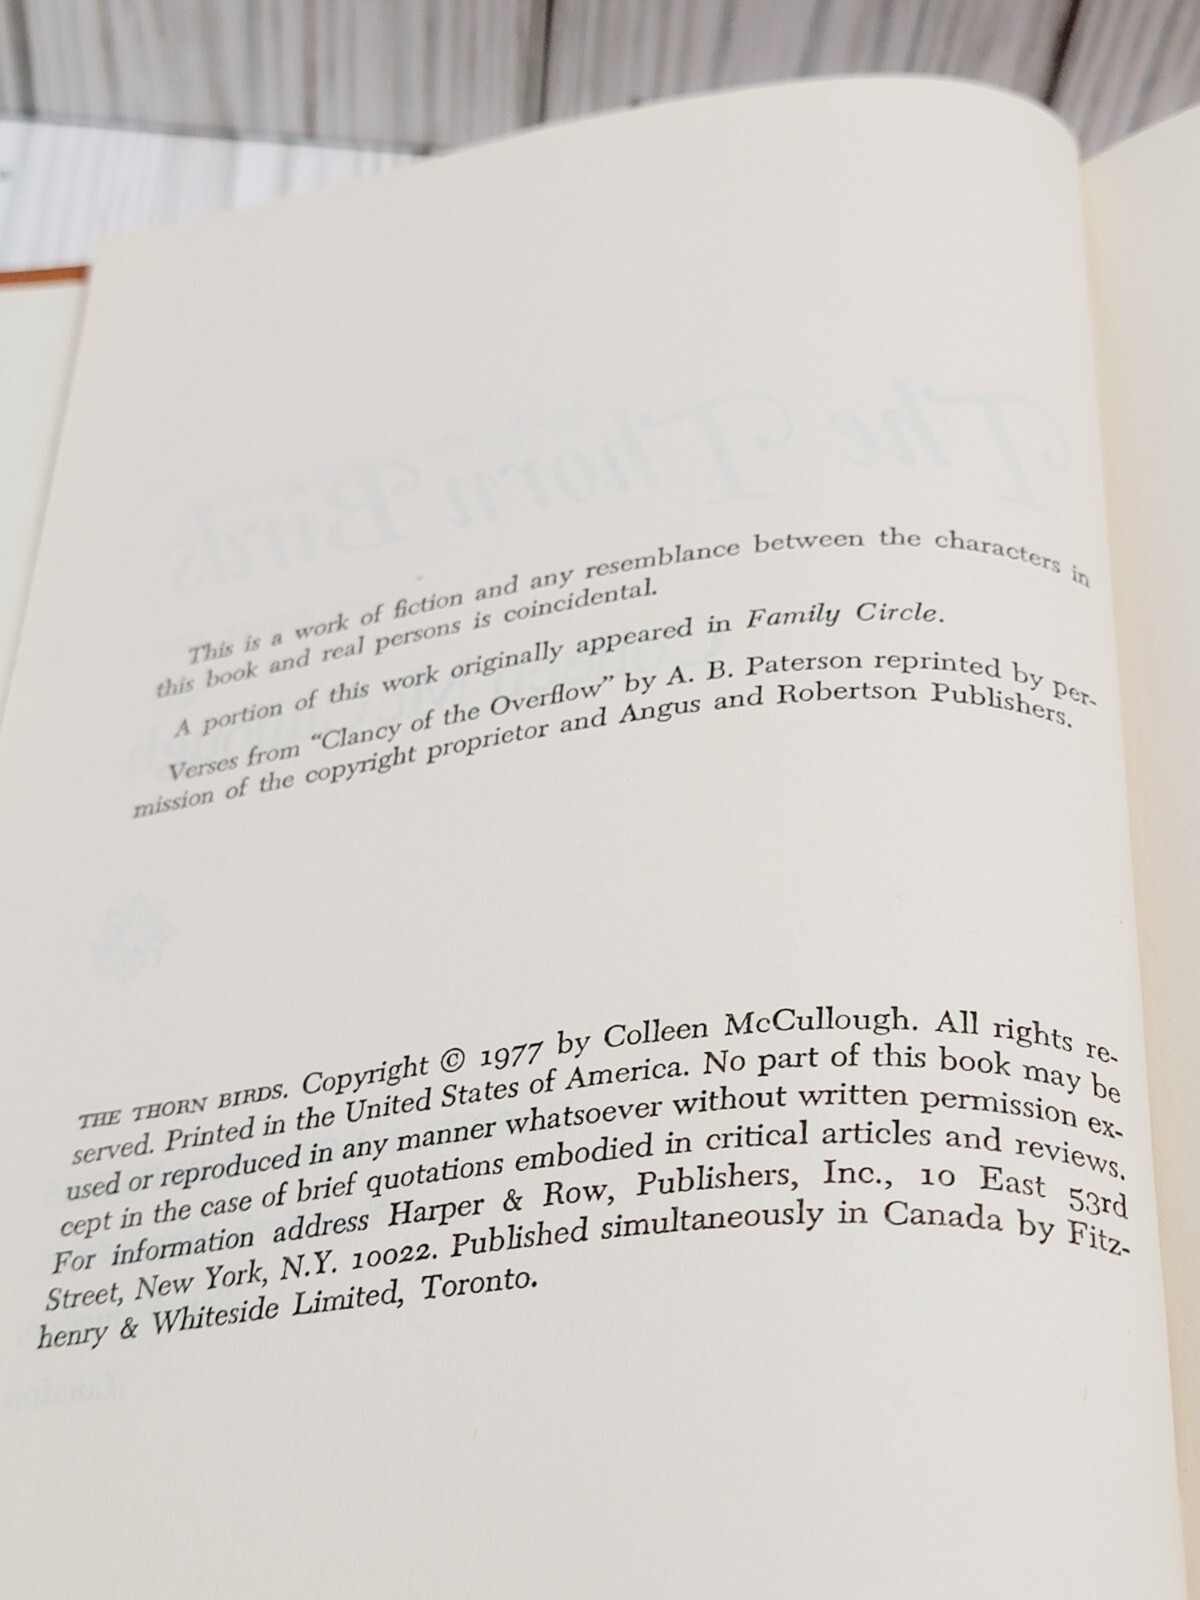 This is a work of fiction and any resemblance between the characters in
this book and real persons is coincidental.
A portion of this work originally appeared in Family Circle.
Verses from “Clancy of the Overflow” by A. B. Paterson reprinted by per-
mission of the copyright proprietor and Angus and Robertson Publishers.
THE THORN BIRDS. Copyright © 1977 by Colleen McCullough. All rights re-
served. Printed in the United States of America. No part of this book may be
used or reproduced in any manner whatsoever without written permission ex-
cept in the case of brief quotations embodied in critical articles and reviews.
For information address Harper & Row, Publishers, Inc., 10 East 53rd
Street, New York, N.Y. 10022. Published simultaneously in Canada by Fitz-
henry & Whiteside Limited, Toronto.